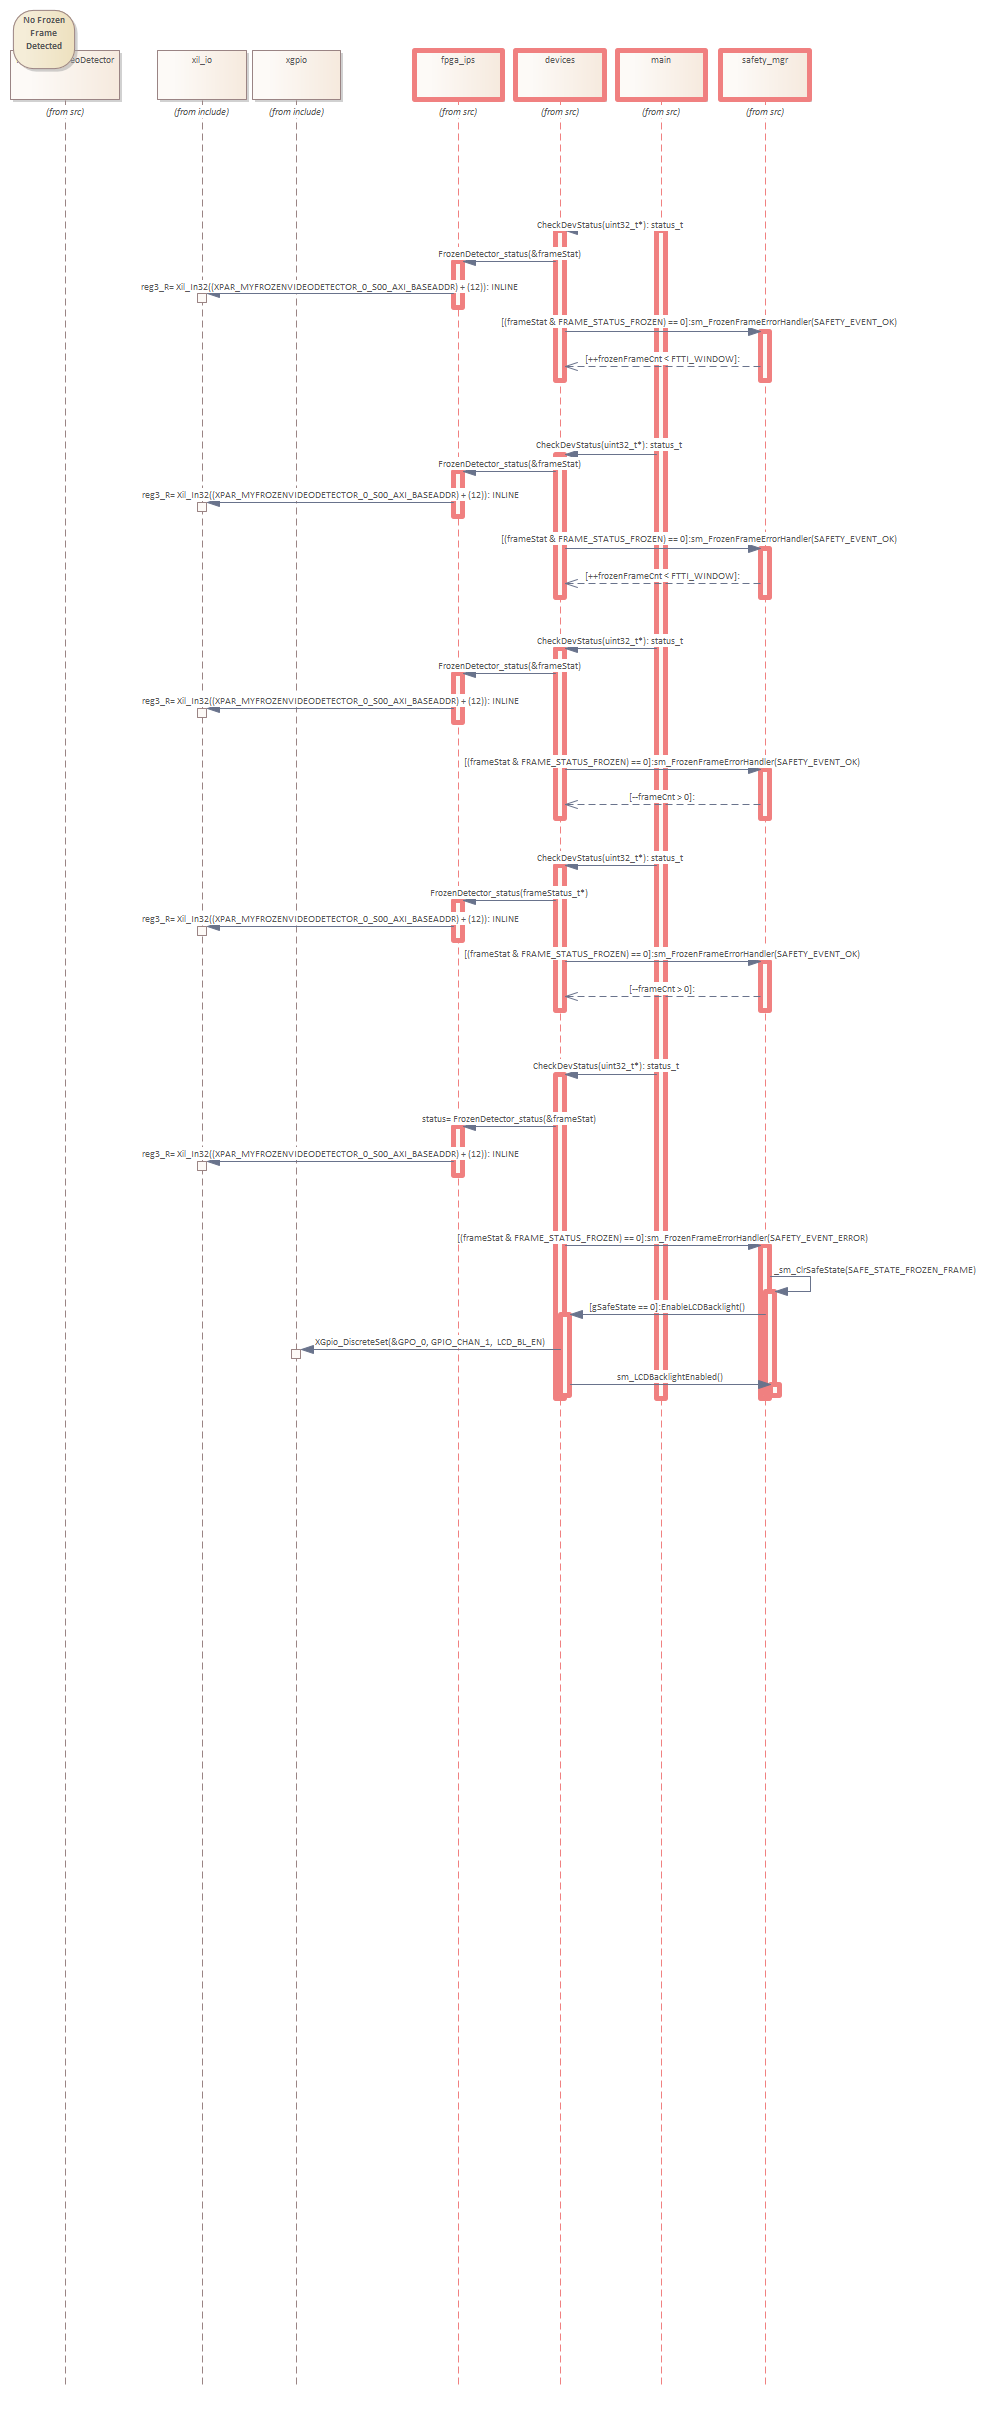 No Frozen
Frame
Detected
eoDetector
xil_io
xgpio
fpga_ips
devices
main
safety_mgr
(from src)
(from include)
(from include)
(from src)
(from src)
(from src)
(from src)
CheckDevStatus(uint32_t*): status_t
FrozenDetector_status(&frameStat)
reg3_R= Xil_In32((XPAR_MYFROZENVIDEODETECTOR_0_S00_AXI_BASEADDR) + (12)): INLINE
[(frameStat & FRAME_STATUS_FROZEN) == 0]:sm_FrozenFrameErrorHandler(SAFETY_EVENT_OK)
[++frozenFrameCnt < FTTI_WINDOW]:
CheckDevStatus(uint32_t*): status_t
FrozenDetector_status(&frameStat)
reg3_R= Xil_In32((XPAR_MYFROZENVIDEODETECTOR_0_S00_AXI_BASEADDR) + (12)): INLINE
[(frameStat & FRAME_STATUS_FROZEN) == 0]:sm_FrozenFrameErrorHandler(SAFETY_EVENT_OK)
[++frozenFrameCnt < FTTI_WINDOW]:
CheckDevStatus(uint32_t*): status_t
FrozenDetector_status(&frameStat)
reg3_R= Xil_In32((XPAR_MYFROZENVIDEODETECTOR_0_S00_AXI_BASEADDR) + (12)): INLINE
[(frameStat & FRAME_STATUS_FROZEN) == 0]:sm_FrozenFrameErrorHandler(SAFETY_EVENT_OK)
[--frameCnt > 0]:
CheckDevStatus(uint32_t*): status_t
FrozenDetector_status(frameStatus_t*)
reg3_R= Xil_In32((XPAR_MYFROZENVIDEODETECTOR_0_S00_AXI_BASEADDR) + (12)): INLINE
[(frameStat & FRAME_STATUS_FROZEN) == 0]:sm_FrozenFrameErrorHandler(SAFETY_EVENT_OK)
[--frameCnt > 0]:
CheckDevStatus(uint32_t*): status_t
status= FrozenDetector_status(&frameStat)
reg3_R= Xil_In32((XPAR_MYFROZENVIDEODETECTOR_0_S00_AXI_BASEADDR) + (12)): INLINE
[(frameStat & FRAME_STATUS_FROZEN) == 0]:sm_FrozenFrameErrorHandler(SAFETY_EVENT_ERROR)
_sm_ClrSafeState(SAFE_STATE_FROZEN_FRAME)
[gSafeState == 0]:EnableLCDBacklight()
XGpio_DiscreteSet(&GPO_0, GPIO_CHAN_1, LCD_BL_EN)
sm_LCDBacklightEnabled()